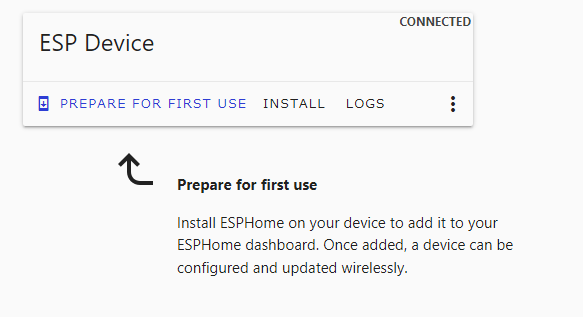 CONNECTED
ESP Device
PREPARE FOR FIRST USE INSTALL LOGS
Prepare for first use
Install ESPHome on your device to add it to your
ESPHome dashboard. Once added, a device can be
configured and updated wirelessly.